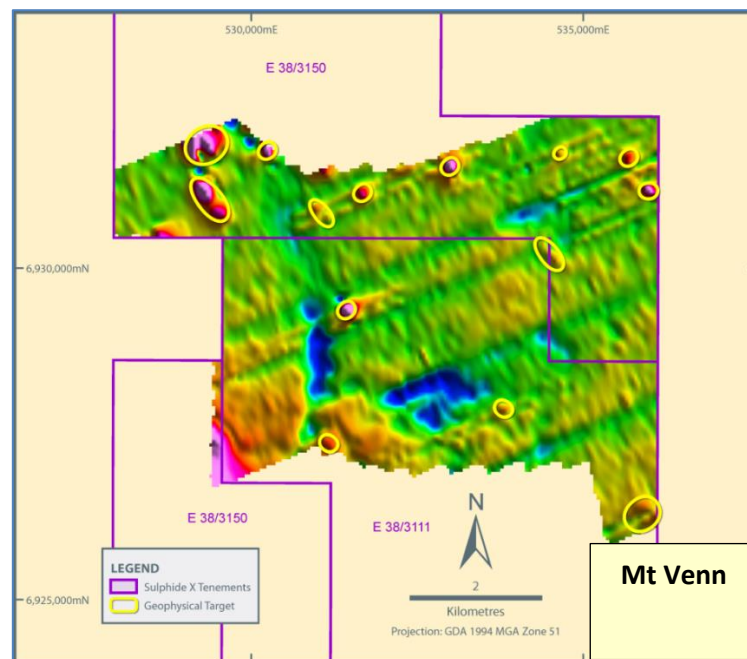 530,000mE
535,000mE
E 38/3150
6,930,000mN
E 38/3150
E 38/3111
N
LEGEND
Sulphide X Tenements
Geophysical Target
2
Kilometres
Projection: GDA 1994 MGA Zone 51
Mt Venn
6,925,000mN